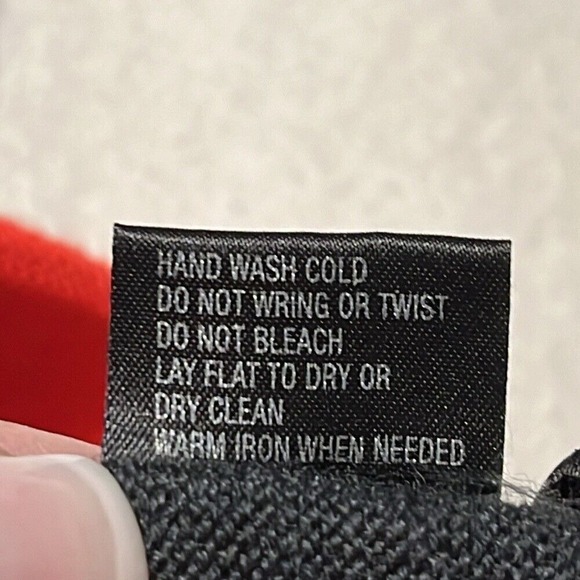 HAND WASH COLD
DO NOT WRING OR TWIST
DO NOT BLEACH
LAY FLAT TO DRY OR
DRY CLEAN
WARM IRON WHEN NEEDED